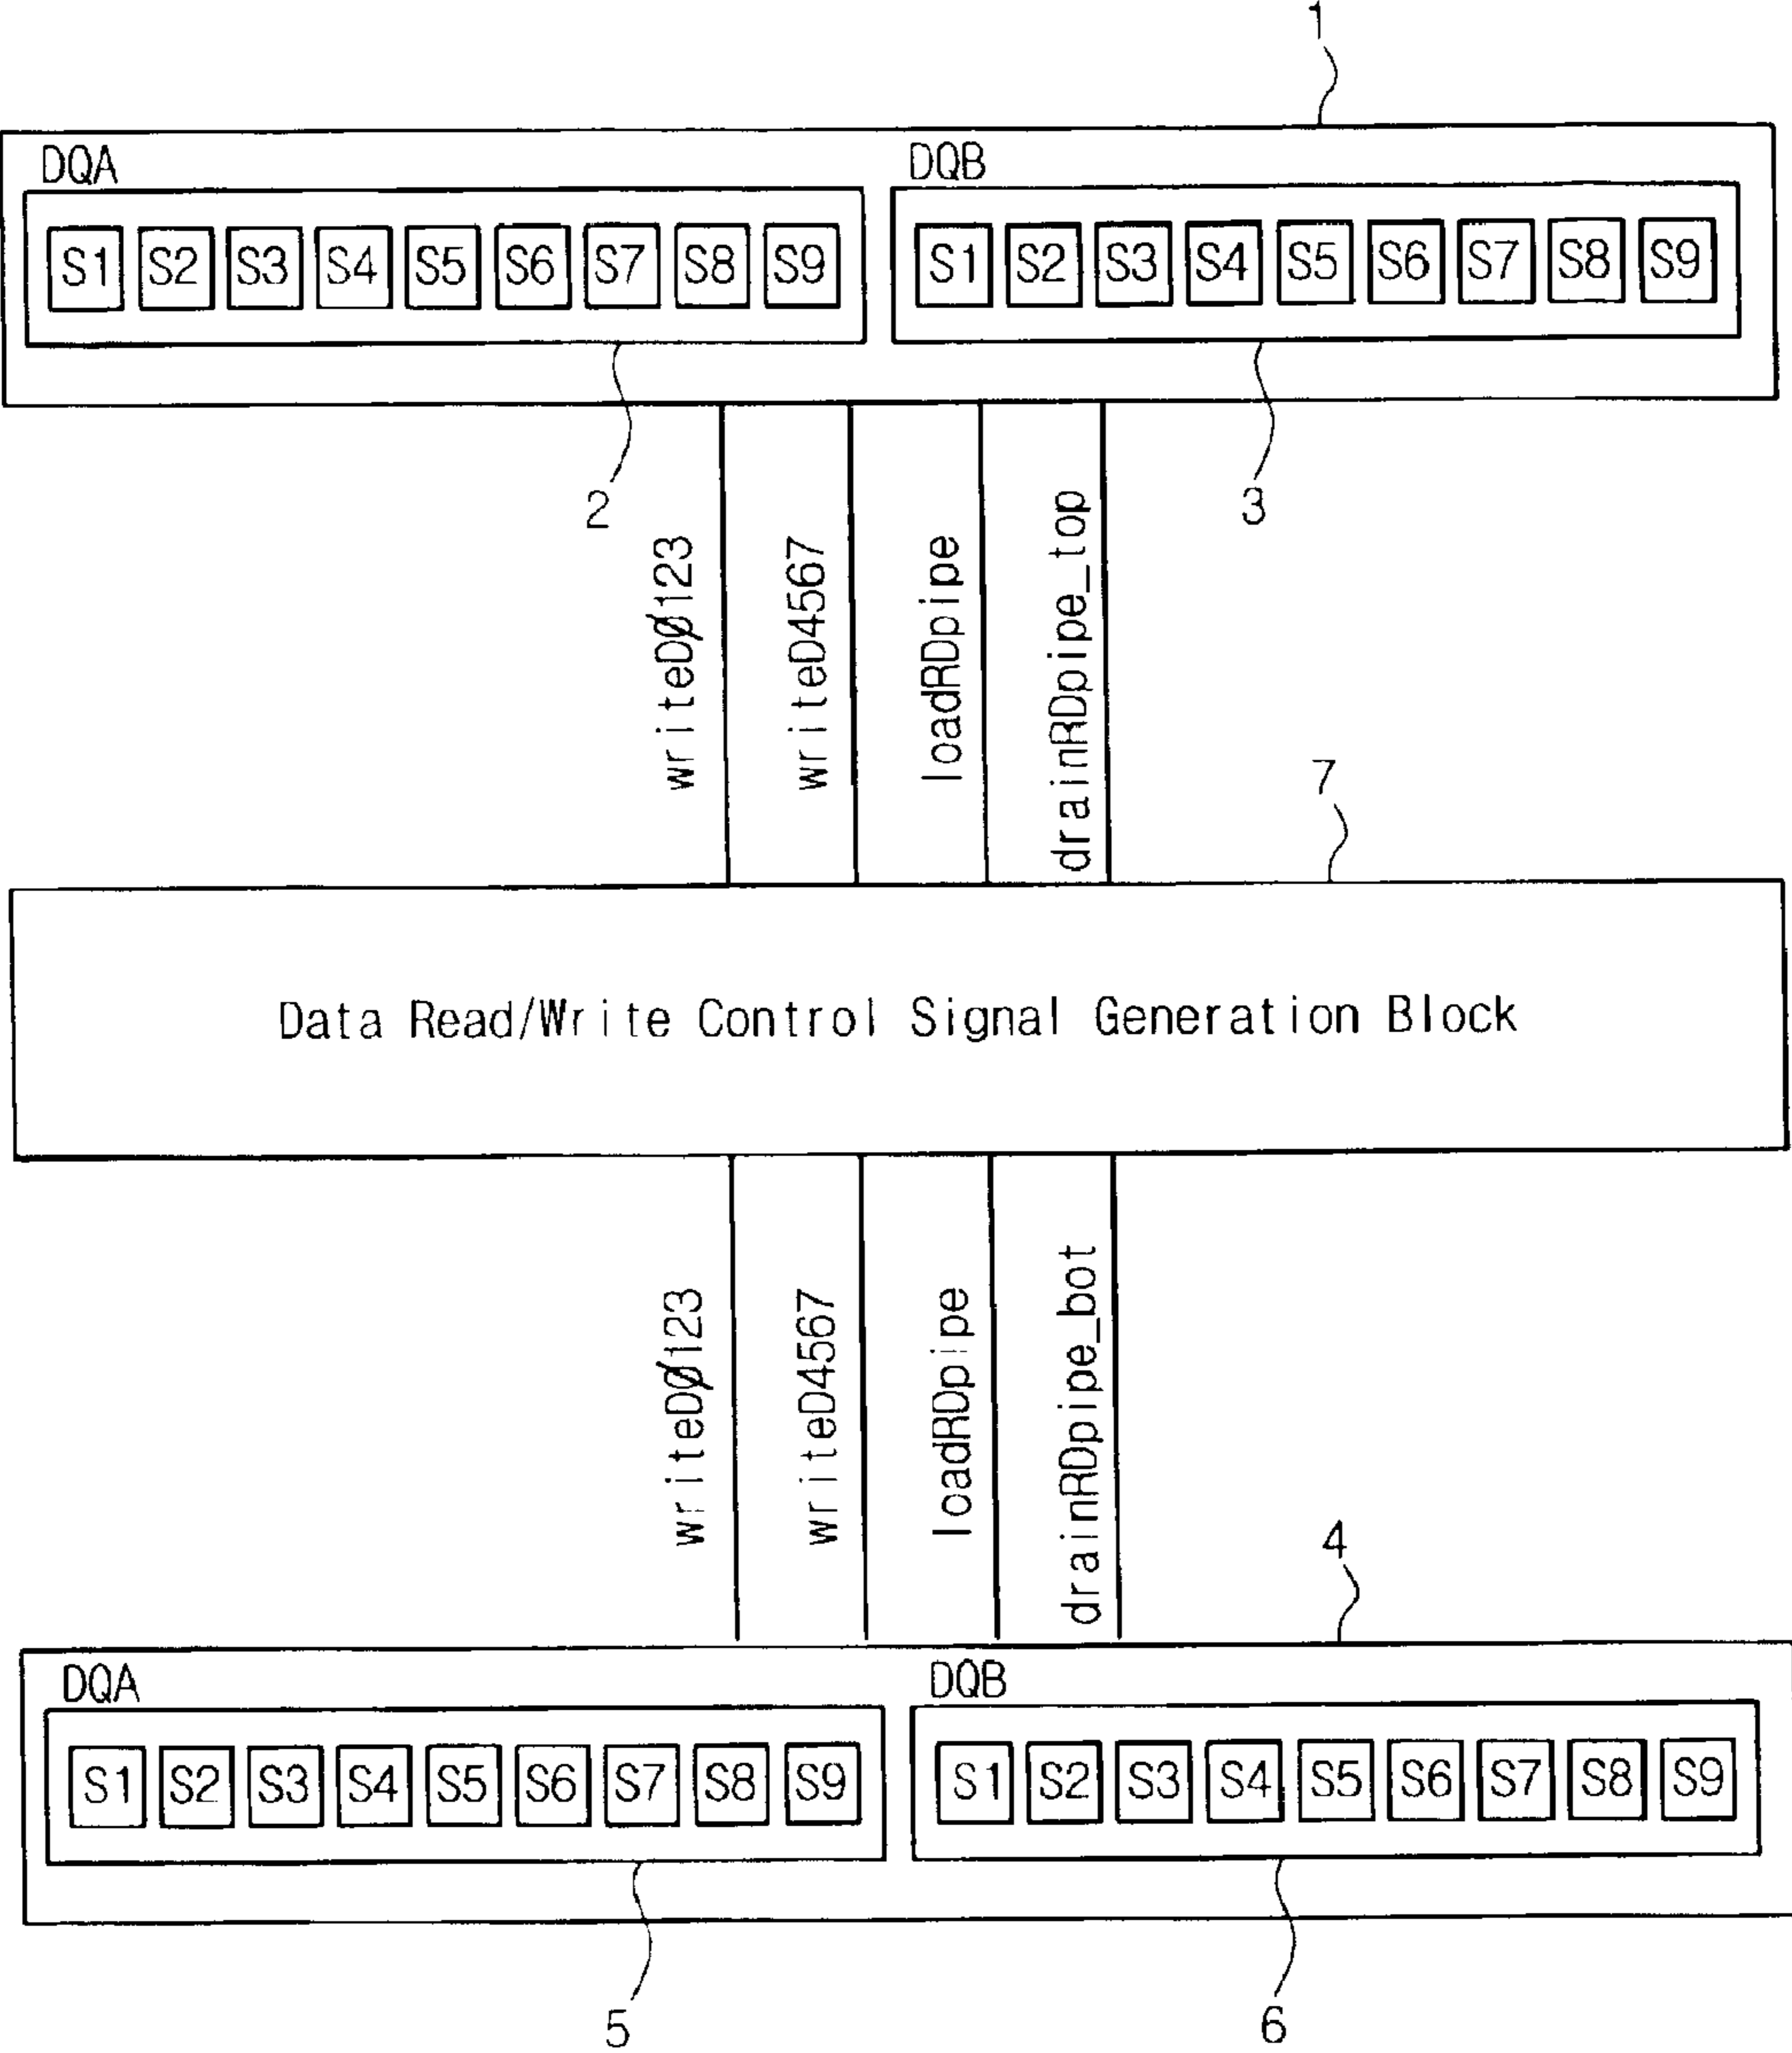 1
DQA DQB
S1 S2 S3 S4 S5 S6 S7 S8 S9 S1 S2 S3 S4 S5 S6 S7 S8 S9
2 3
writeDØ123
writeD4567
loadRDpipe
drainRDpipe_top
7
Data Read/Write Control Signal Generation Block
writeDØ123
writeD4567
loadRDpipe
drainRDpipe_bot
4
DQA DQB
S1 S2 S3 S4 S5 S6 S7 S8 S9 S1 S2 S3 S4 S5 S6 S7 S8 S9
5 6